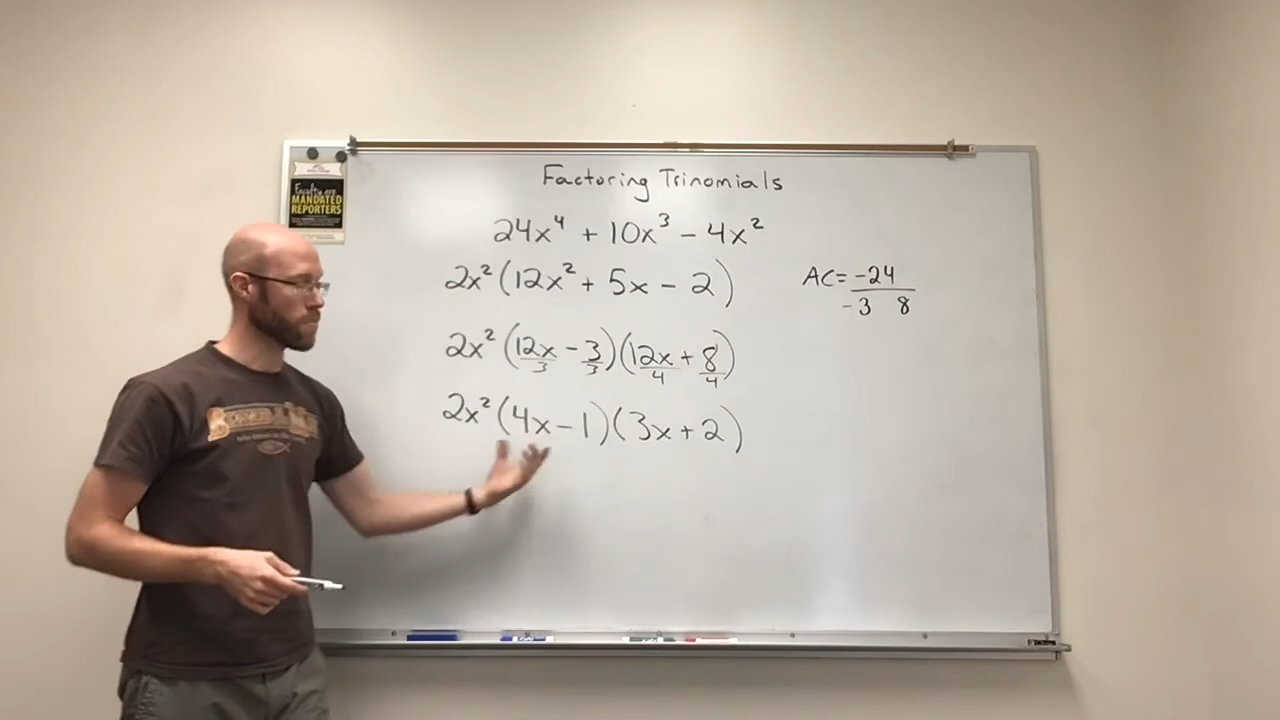 Factoring Trinomials
24x⁴ + 10x³ - 4x²
2x²(12x² + 5x - 2)
AC = -24
-3 8
2x²(12x/3 - 3/3)(12x/4 + 8/4)
2x²(4x - 1)(3x + 2)
Faculty are
MANDATED
REPORTERS